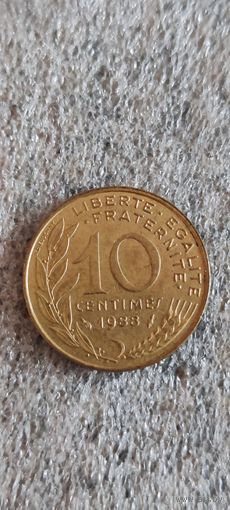 LIBERTE · EGALITE
· FRATERNITE ·
10
CENTIMES
1988